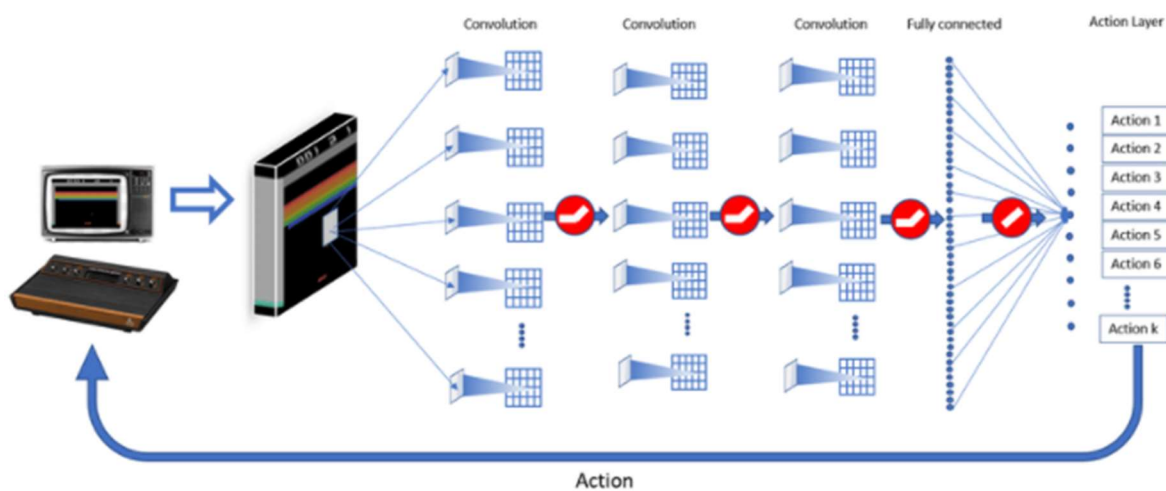 Convolution
Convolution
Convolution
Fully connected
Action Layer
Action 1
Action 2
Action 3
Action 4
Action 5
Action 6
Action k
Action